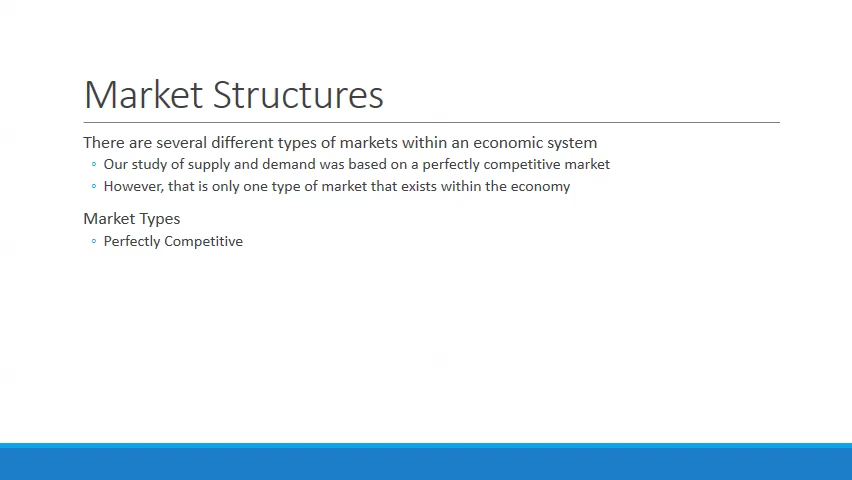 Market Structures
There are several different types of markets within an economic system
◦ Our study of supply and demand was based on a perfectly competitive market
◦ However, that is only one type of market that exists within the economy
Market Types
◦ Perfectly Competitive